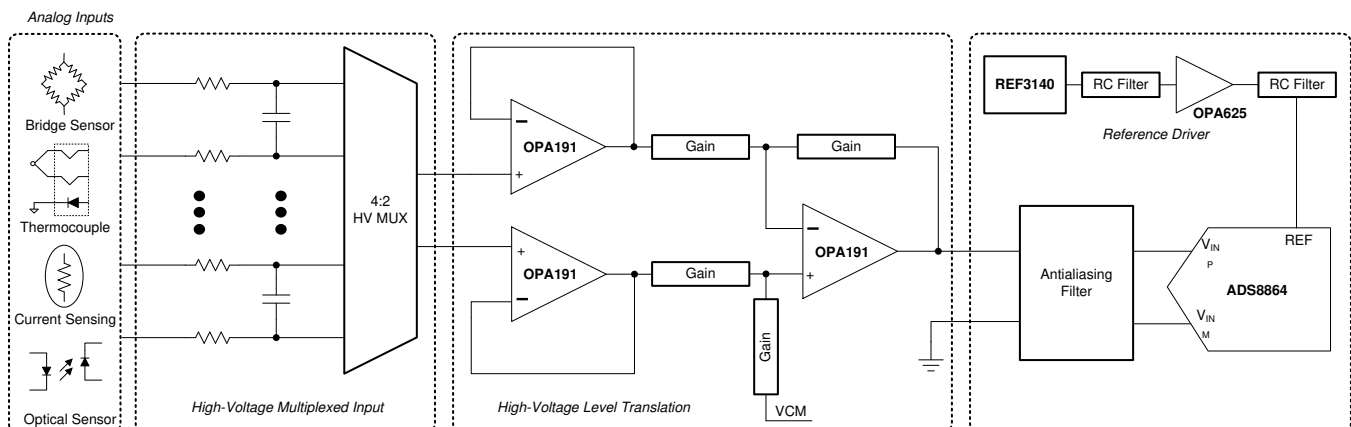 Analog Inputs
Bridge Sensor
Thermocouple
Current Sensing
Optical Sensor
4:2
HV MUX
High-Voltage Multiplexed Input
OPA191
+
OPA191
+
Gain
Gain
Gain
Gain
VCM
OPA191
+
High-Voltage Level Translation
REF3140
RC Filter
OPA625
RC Filter
Reference Driver
Antialiasing
Filter
VIN
P
VIN
M
REF
ADS8864